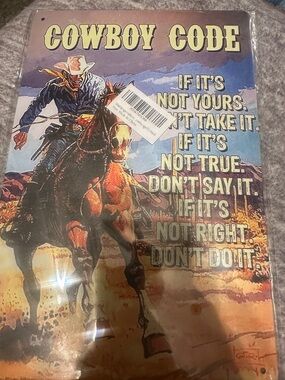 COWBOY CODE
IF IT'S
NOT YOURS.
N'T TAKE IT.
IF IT'S
NOT TRUE.
DON'T SAY IT.
IF IT'S
NOT RIGHT.
DON'T DO IT.